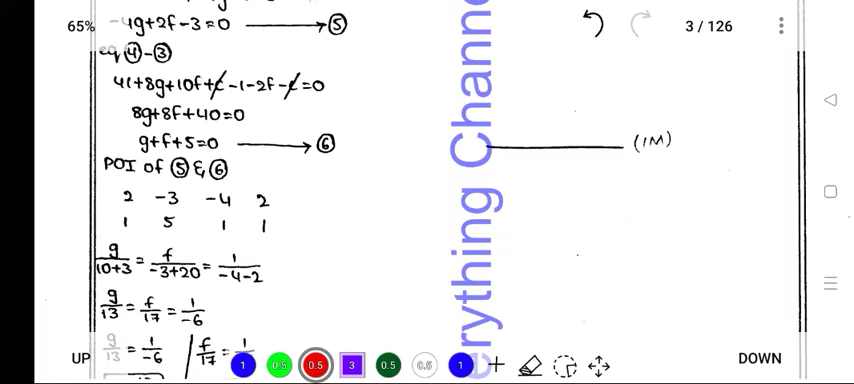 65%
3 / 126
-4g+2f-3=0 ⟶ ⑤
eq ④-③
41+8g+10f+c-1-2f-c=0
8g+8f+40=0
g+f+5=0 ⟶ ⑥
(1M)
POI of ⑤ & ⑥
2 -3 -4 2
1 5 1 1
g/10+3 = f/-3+20 = 1/-4-2
g/13 = f/17 = 1/-6
g/13 = 1/-6 / f/17 = 1/
UP
1 0.5 0.5 3 0.5 0.5 1
DOWN
erything Channe